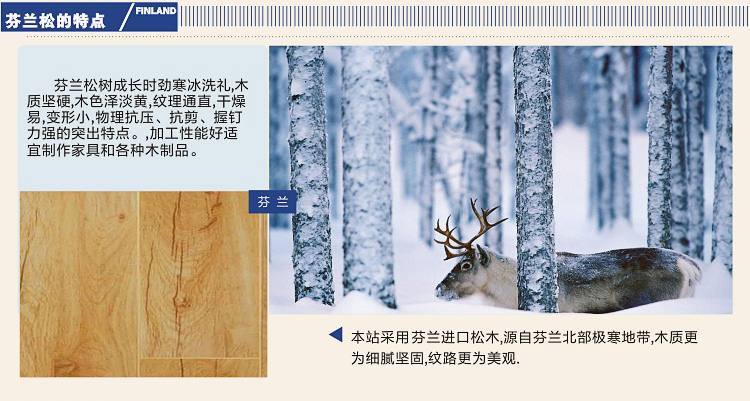 芬兰松的特点
FINLAND
芬兰松树成长时劲寒冰洗礼,木
质坚硬,木色泽淡黄,纹理通直,干燥
易,变形小,物理抗压、抗剪、握钉
力强的突出特点。,加工性能好适
宜制作家具和各种木制品。
芬 兰
本站采用芬兰进口松木,源自芬兰北部极寒地带,木质更
为细腻坚固,纹路更为美观.